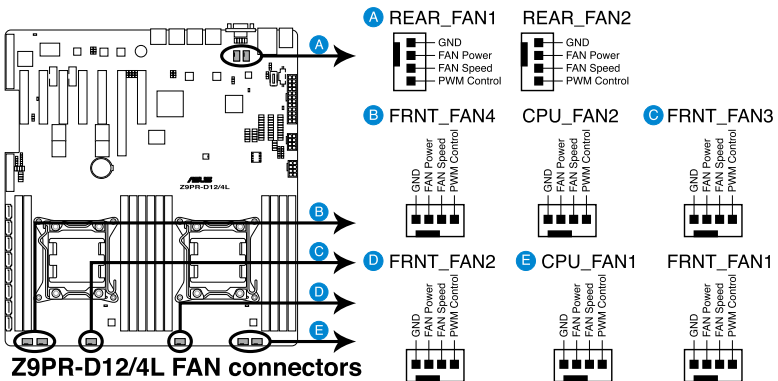 A REAR_FAN1 REAR_FAN2
GND GND
FAN Power FAN Power
FAN Speed FAN Speed
PWM Control PWM Control
A
B FRNT_FAN4 CPU_FAN2 C FRNT_FAN3
GND FAN Power FAN Speed PWM Control
GND FAN Power FAN Speed PWM Control
GND FAN Power FAN Speed PWM Control
ASUS
Z9PR-D12/4L
B
C
D
E
D FRNT_FAN2 E CPU_FAN1 FRNT_FAN1
GND FAN Power FAN Speed PWM Control
GND FAN Power FAN Speed PWM Control
GND FAN Power FAN Speed PWM Control
Z9PR-D12/4L FAN connectors